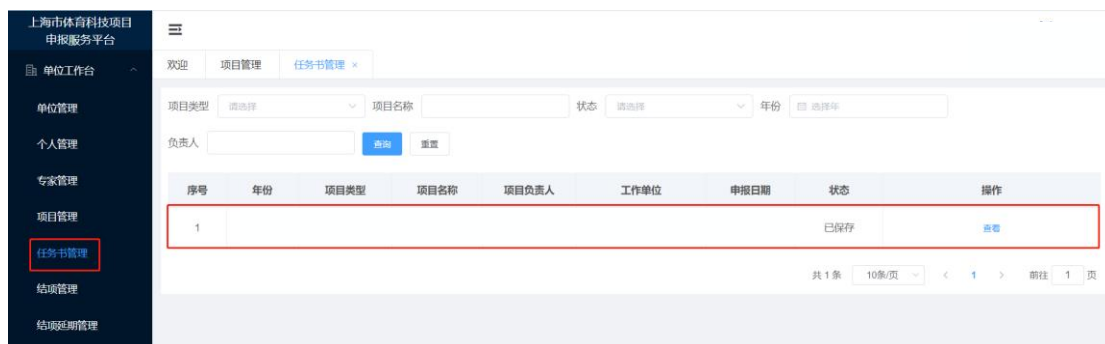 上海市体育科技项目
申报服务平台
单位工作台
单位管理
个人管理
专家管理
项目管理
任务书管理
结项管理
结项延期管理
欢迎 项目管理 任务书管理 ×
项目类型 请选择 项目名称 状态 请选择 年份 选择年
负责人 查询 重置
序号 年份 项目类型 项目名称 项目负责人 工作单位 申报日期 状态 操作
1 已保存 查看
共 1 条 10条/页 < 1 > 前往 1 页